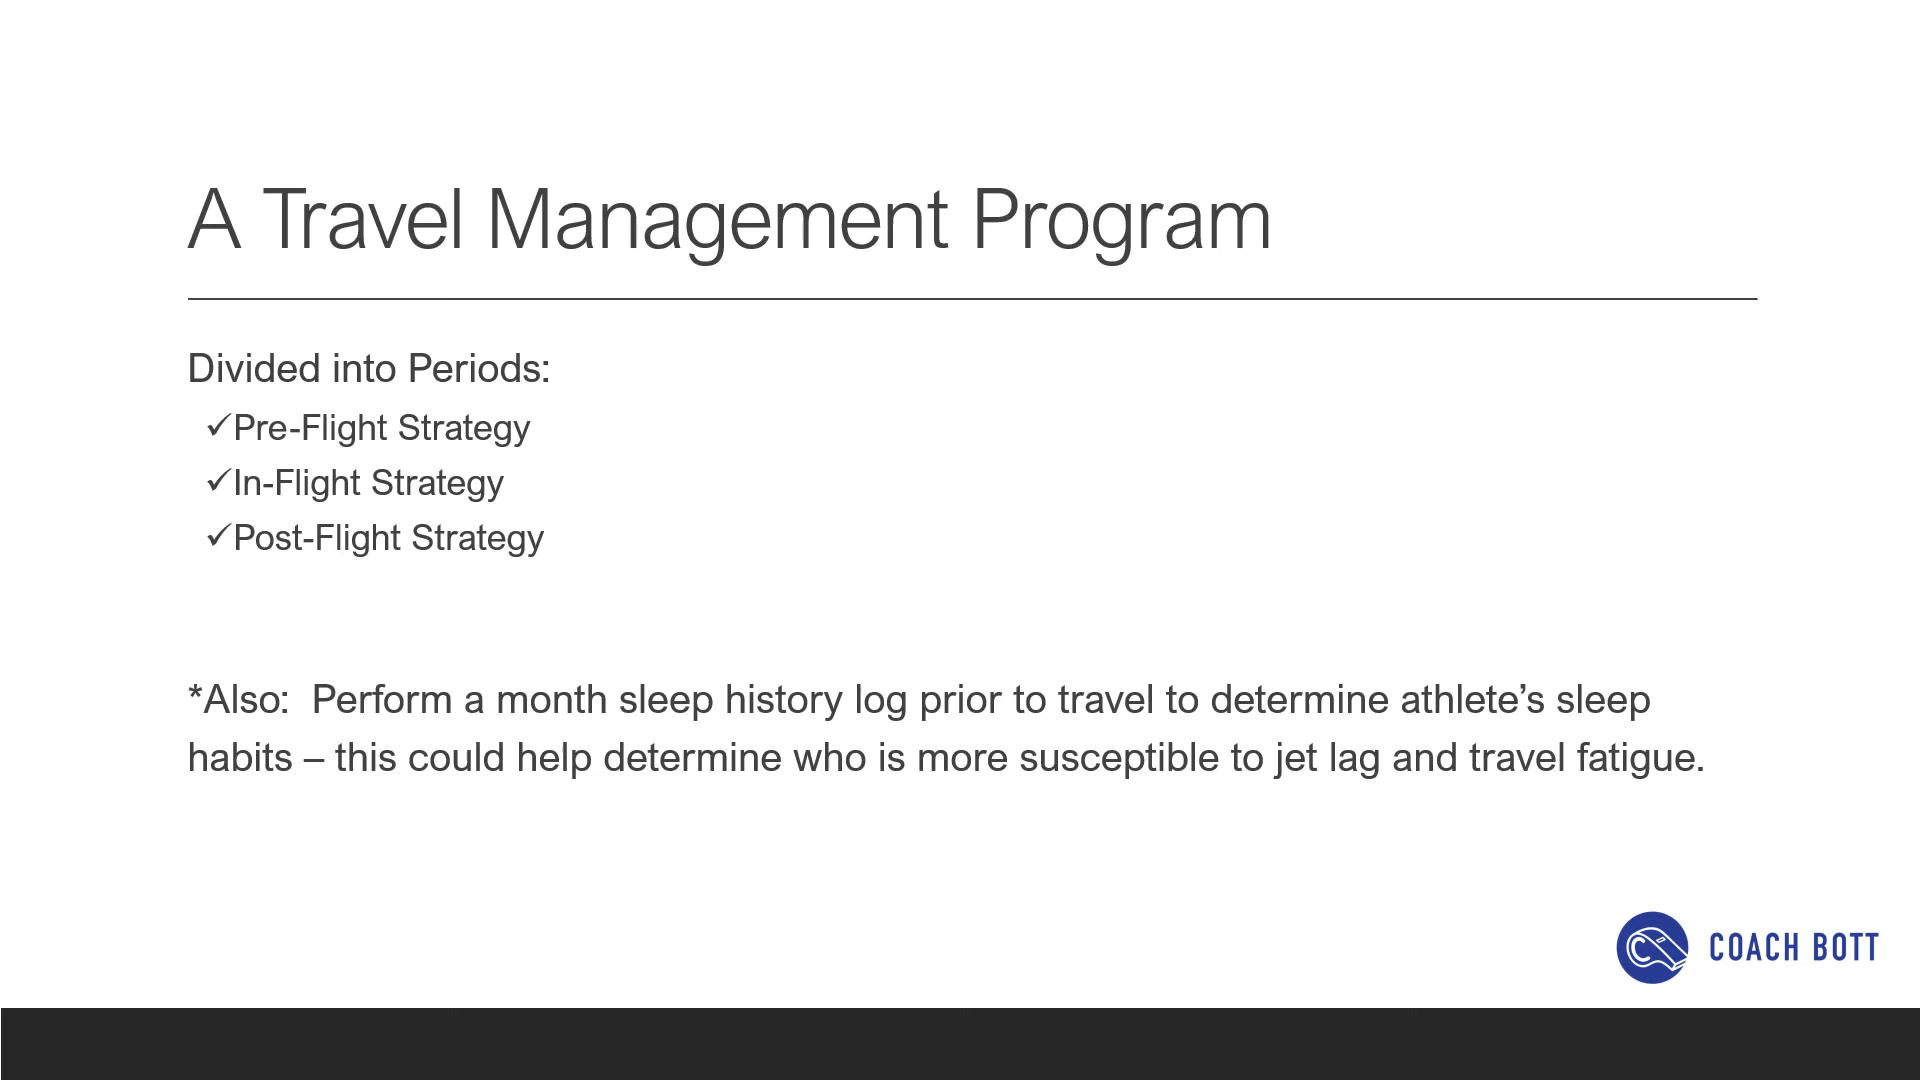 A Travel Management Program
Divided into Periods:
✓Pre-Flight Strategy
✓In-Flight Strategy
✓Post-Flight Strategy
*Also:  Perform a month sleep history log prior to travel to determine athlete’s sleep
habits – this could help determine who is more susceptible to jet lag and travel fatigue.
COACH BOTT